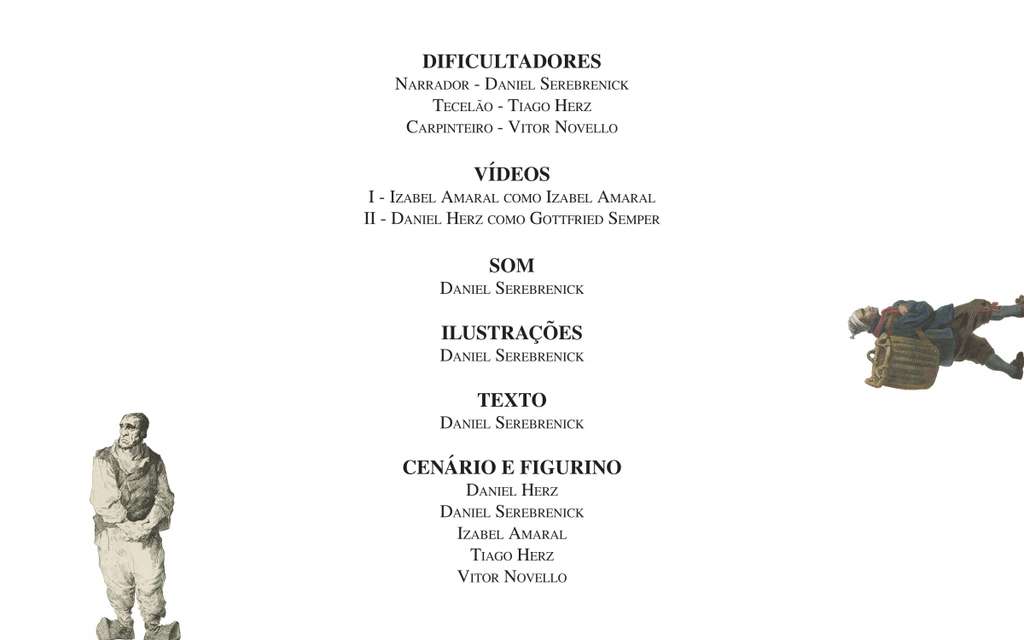 DIFICULTADORES
Narrador - Daniel Serebrenick
Tecelão - Tiago Herz
Carpinteiro - Vitor Novello
VÍDEOS
I - Izabel Amaral como Izabel Amaral
II - Daniel Herz como Gottfried Semper
SOM
Daniel Serebrenick
ILUSTRAÇÕES
Daniel Serebrenick
TEXTO
Daniel Serebrenick
CENÁRIO E FIGURINO
Daniel Herz
Daniel Serebrenick
Izabel Amaral
Tiago Herz
Vitor Novello